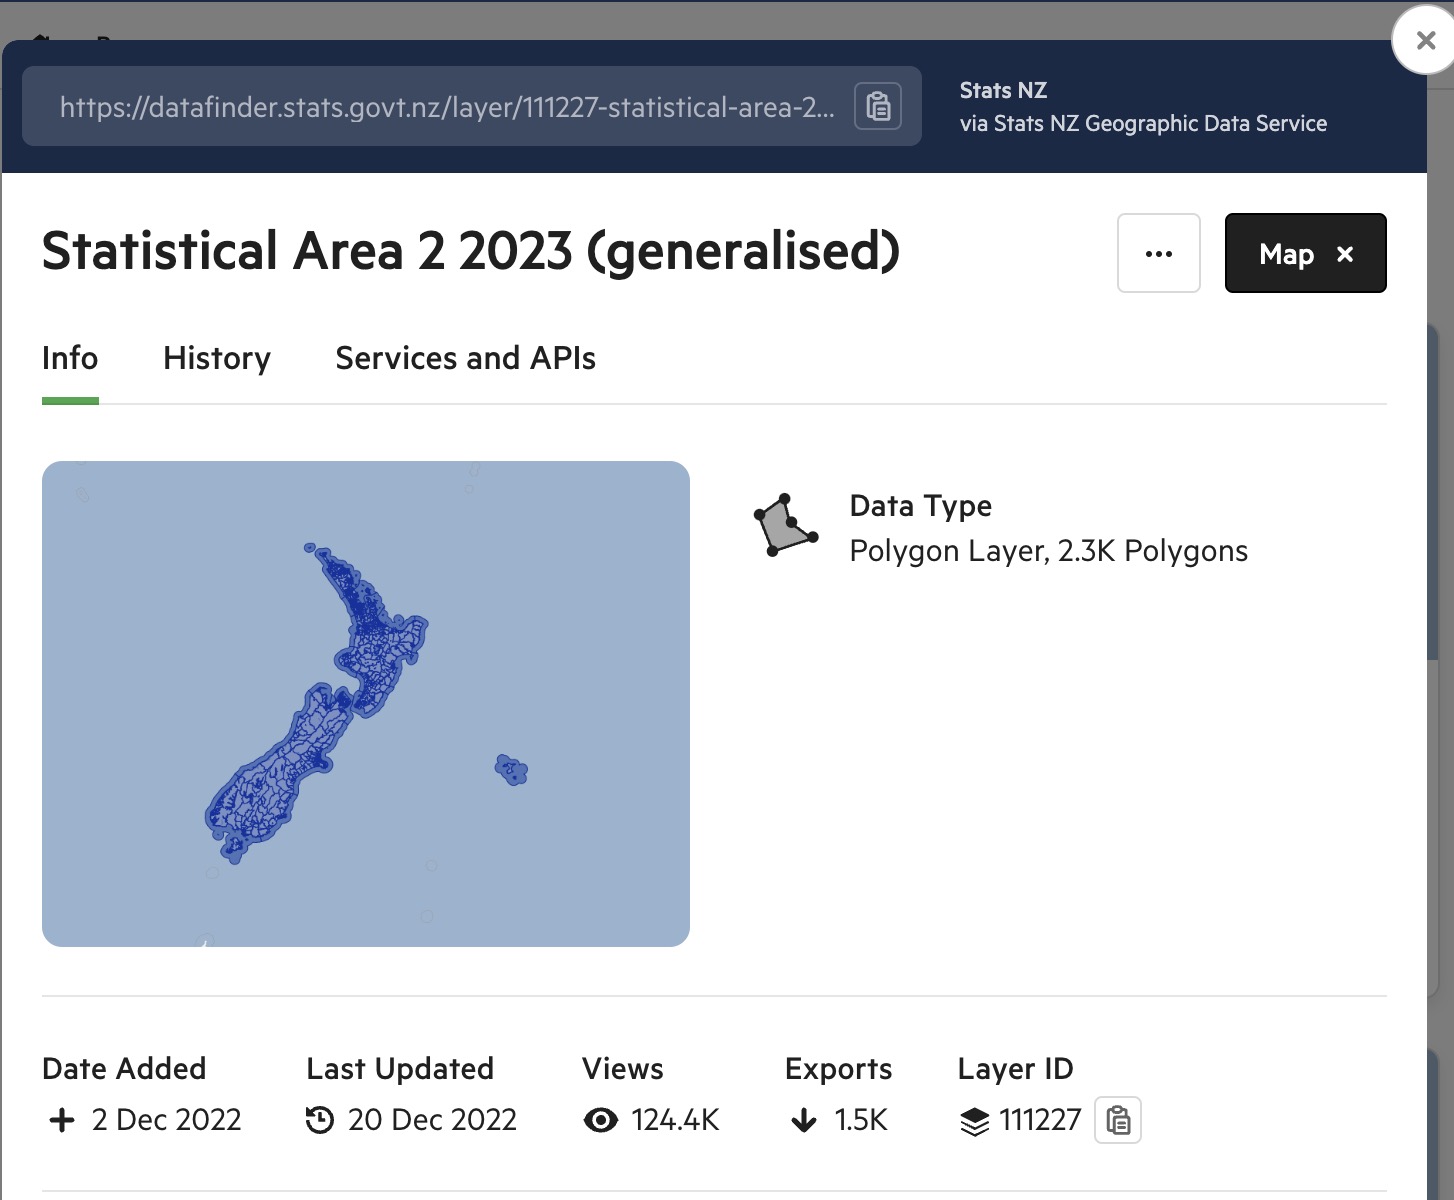 https://datafinder.stats.govt.nz/layer/111227-statistical-area-2...
Stats NZ
via Stats NZ Geographic Data Service
Statistical Area 2 2023 (generalised)
...
Map ×
Info
History
Services and APIs
Data Type
Polygon Layer, 2.3K Polygons
Date Added
Last Updated
Views
Exports
Layer ID
2 Dec 2022
20 Dec 2022
124.4K
1.5K
111227